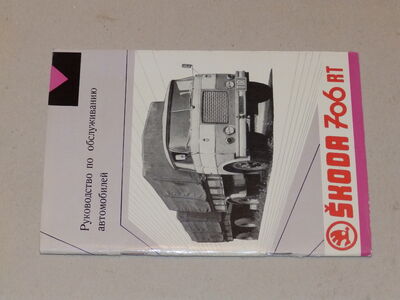 Руководство по обслуживанию
автомобилей
ŠKODA 706 RT